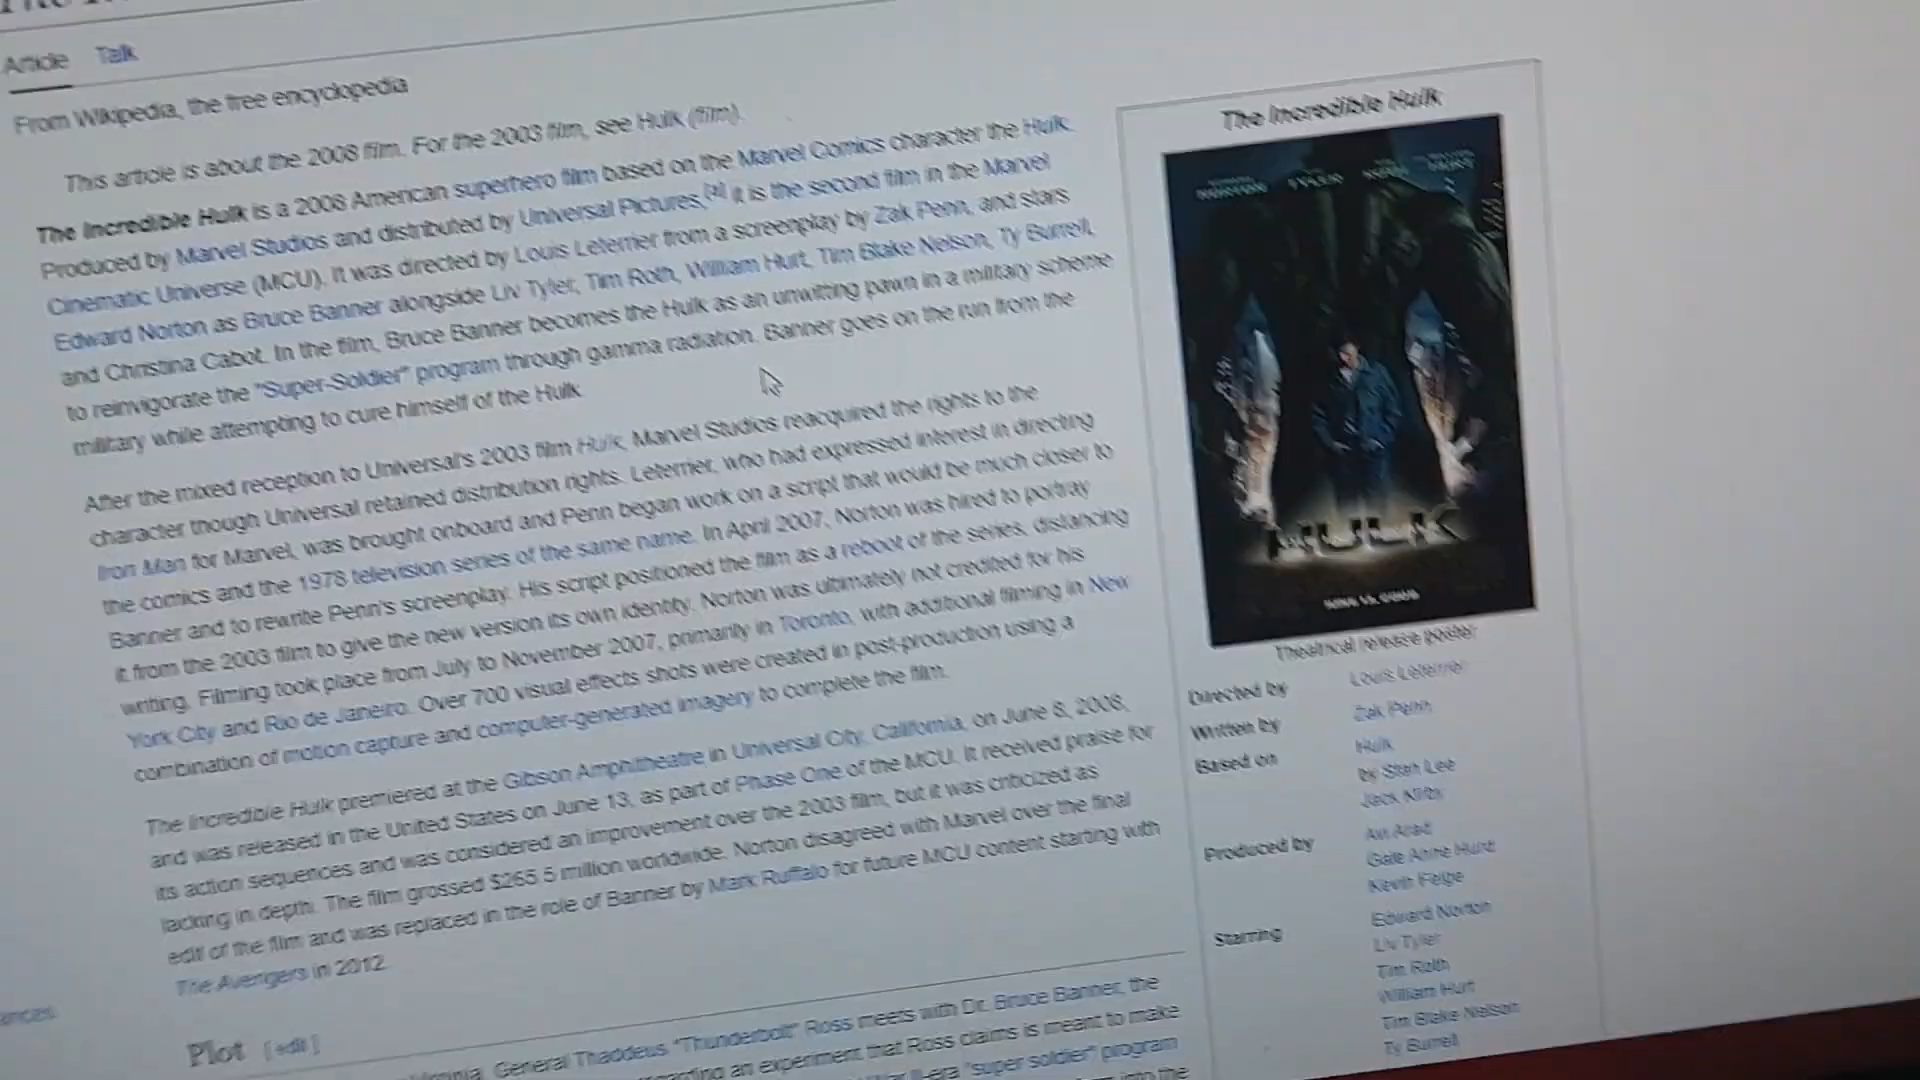 Article Talk
From Wikipedia, the free encyclopedia
This article is about the 2008 film. For the 2003 film, see Hulk (film).
The Incredible Hulk is a 2008 American superhero film based on the Marvel Comics character the Hulk.
Produced by Marvel Studios and distributed by Universal Pictures, it is the second film in the Marvel
Cinematic Universe (MCU). It was directed by Louis Leterrier from a screenplay by Zak Penn, and stars
Edward Norton as Bruce Banner alongside Liv Tyler, Tim Roth, William Hurt, Tim Blake Nelson, Ty Burrell,
and Christina Cabot. In the film, Bruce Banner becomes the Hulk as an unwitting pawn in a military scheme
to reinvigorate the "Super-Soldier" program through gamma radiation. Banner goes on the run from the
military while attempting to cure himself of the Hulk.
After the mixed reception to Universal's 2003 film Hulk, Marvel Studios reacquired the rights to the
character though Universal retained distribution rights. Leterrier, who had expressed interest in directing
Iron Man for Marvel, was brought onboard and Penn began work on a script that would be much closer to
the comics and the 1978 television series of the same name. In April 2007, Norton was hired to portray
Banner and to rewrite Penn's screenplay. His script positioned the film as a reboot of the series, distancing
it from the 2003 film to give the new version its own identity. Norton was ultimately not credited for his
writing. Filming took place from July to November 2007, primarily in Toronto, with additional filming in New
York City and Rio de Janeiro. Over 700 visual effects shots were created in post-production using a
combination of motion capture and computer-generated imagery to complete the film.
The Incredible Hulk premiered at the Gibson Amphitheatre in Universal City, California, on June 8, 2008,
and was released in the United States on June 13, as part of Phase One of the MCU. It received praise for
its action sequences and was considered an improvement over the 2003 film, but it was criticized as
lacking in depth. The film grossed $265.5 million worldwide. Norton disagreed with Marvel over the final
edit of the film and was replaced in the role of Banner by Mark Ruffalo for future MCU content starting with
The Avengers in 2012.
Plot [edit]
General Thaddeus "Thunderbolt" Ross meets with Dr. Bruce Banner, the
an experiment that Ross claims is meant to make
"super soldier" program
into the
The Incredible Hulk
HULK
Theatrical release poster
Directed by Louis Leterrier
Written by Zak Penn
Based on Hulk
by Stan Lee
Jack Kirby
Produced by Avi Arad
Gale Anne Hurd
Kevin Feige
Starring Edward Norton
Liv Tyler
Tim Roth
William Hurt
Tim Blake Nelson
Ty Burrell